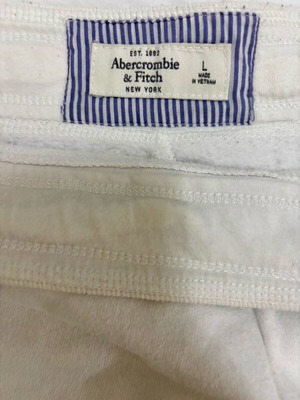 EST. 1892
Abercrombie
& Fitch
NEW YORK
L
MADE
IN VIETNAM